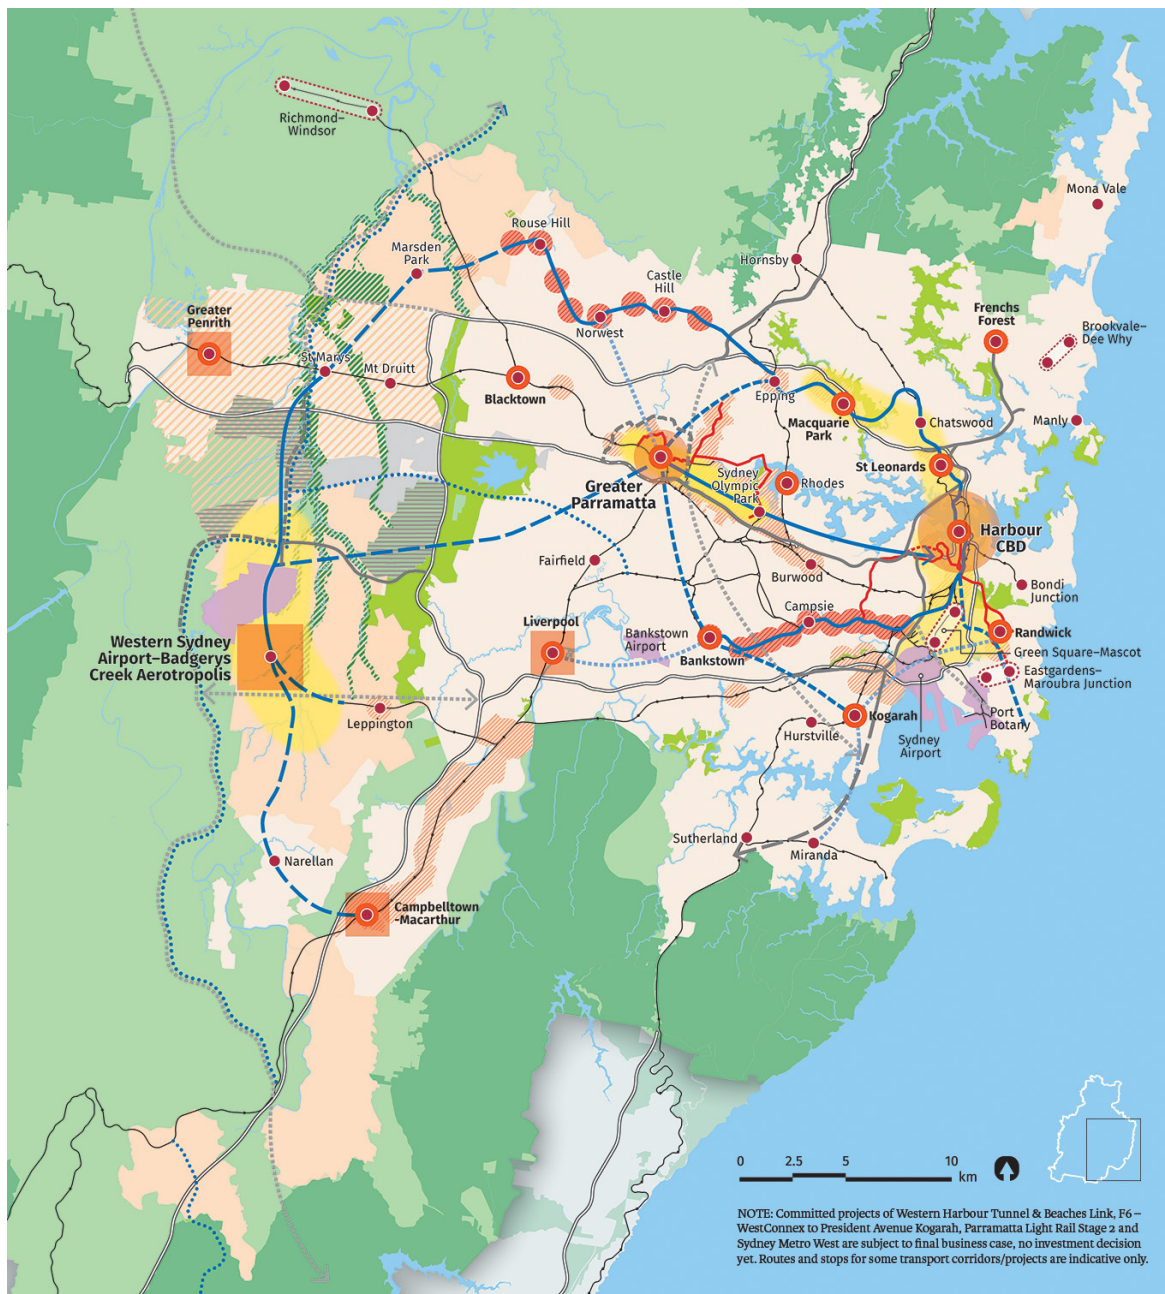 Richmond–
Windsor
Mona Vale
Rouse Hill
Marsden
Park
Hornsby
Castle
Hill
Greater
Penrith
Norwest
Frenchs
Forest
Brookvale–
Dee Why
St Marys
Mt Druitt
Blacktown
Epping
Macquarie
Park
Chatswood
Manly
St Leonards
Sydney
Olympic
Park
Rhodes
Greater
Parramatta
Harbour
CBD
Fairfield
Burwood
Bondi
Junction
Campsie
Liverpool
Bankstown
Airport
Bankstown
Randwick
Western Sydney
Airport–Badgerys
Creek Aerotropolis
Green Square–Mascot
Eastgardens–
Maroubra Junction
Leppington
Kogarah
Port
Botany
Hurstville
Sydney
Airport
Sutherland
Miranda
Narellan
Campbelltown
-Macarthur
0 2.5 5 10
km
NOTE: Committed projects of Western Harbour Tunnel & Beaches Link, F6 –
WestConnex to President Avenue Kogarah, Parramatta Light Rail Stage 2 and
Sydney Metro West are subject to final business case, no investment decision
yet. Routes and stops for some transport corridors/projects are indicative only.